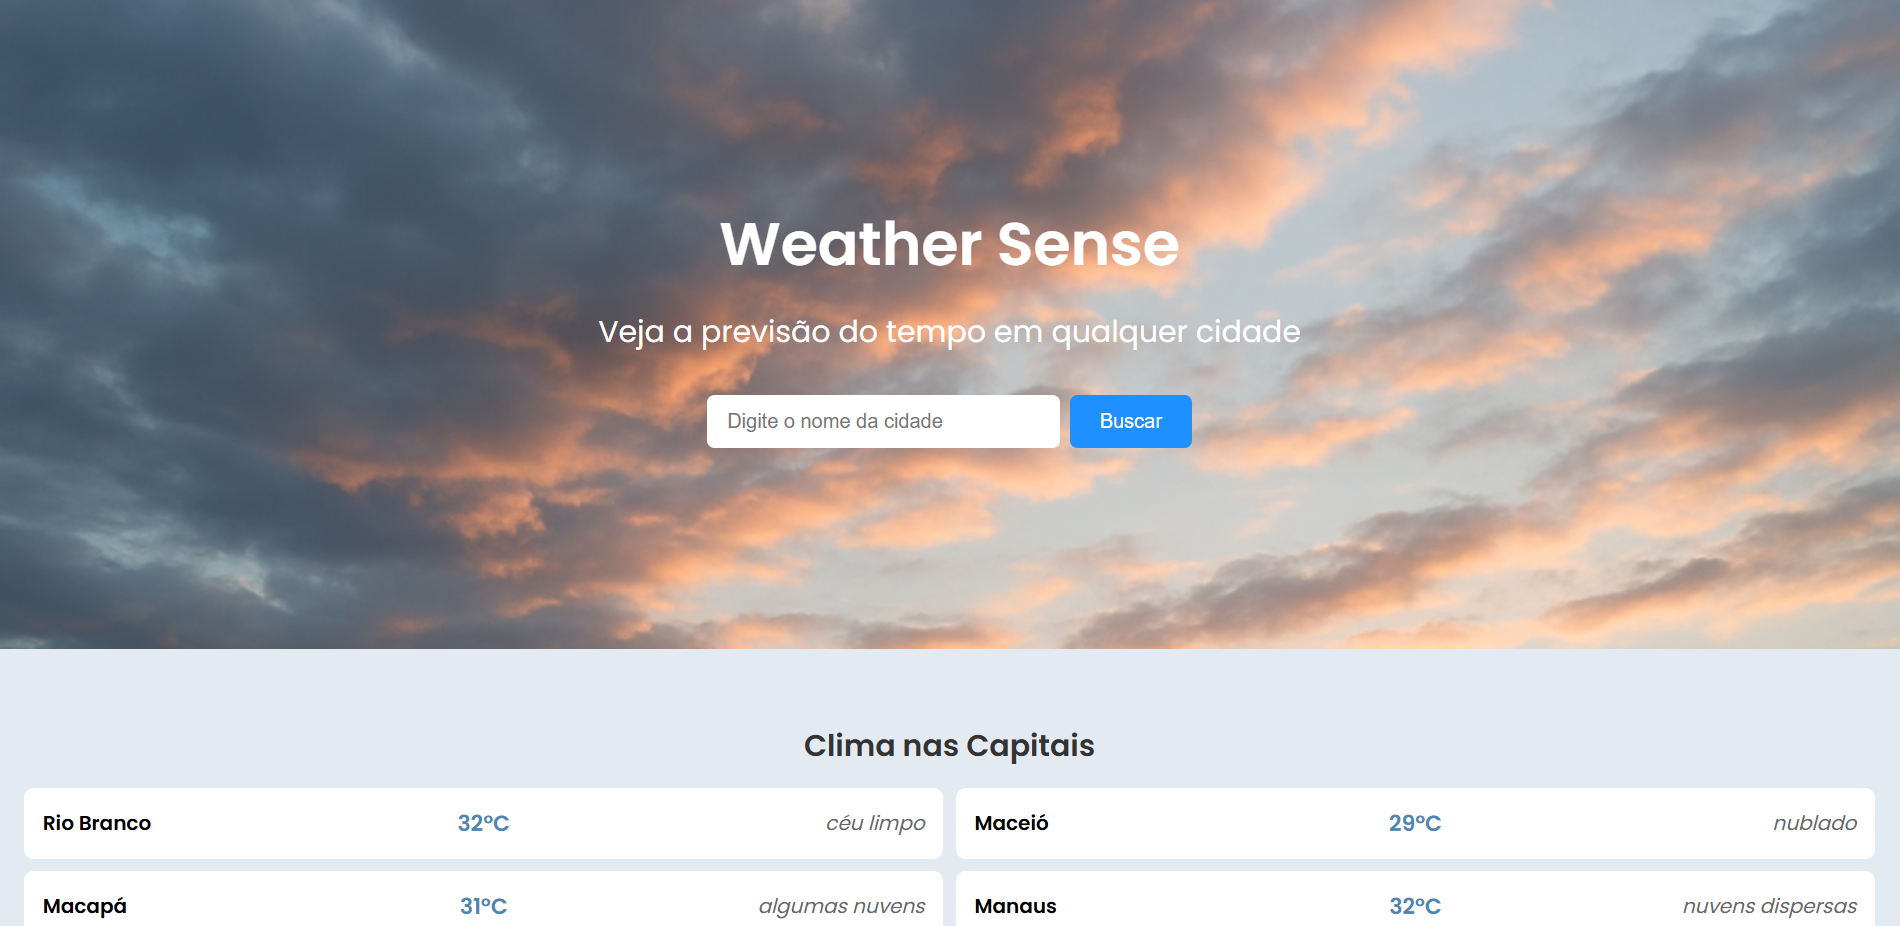 Weather Sense
Veja a previsão do tempo em qualquer cidade
Digite o nome da cidade Buscar
Clima nas Capitais
Rio Branco 32°C céu limpo
Maceió 29°C nublado
Macapá 31°C algumas nuvens
Manaus 32°C nuvens dispersas